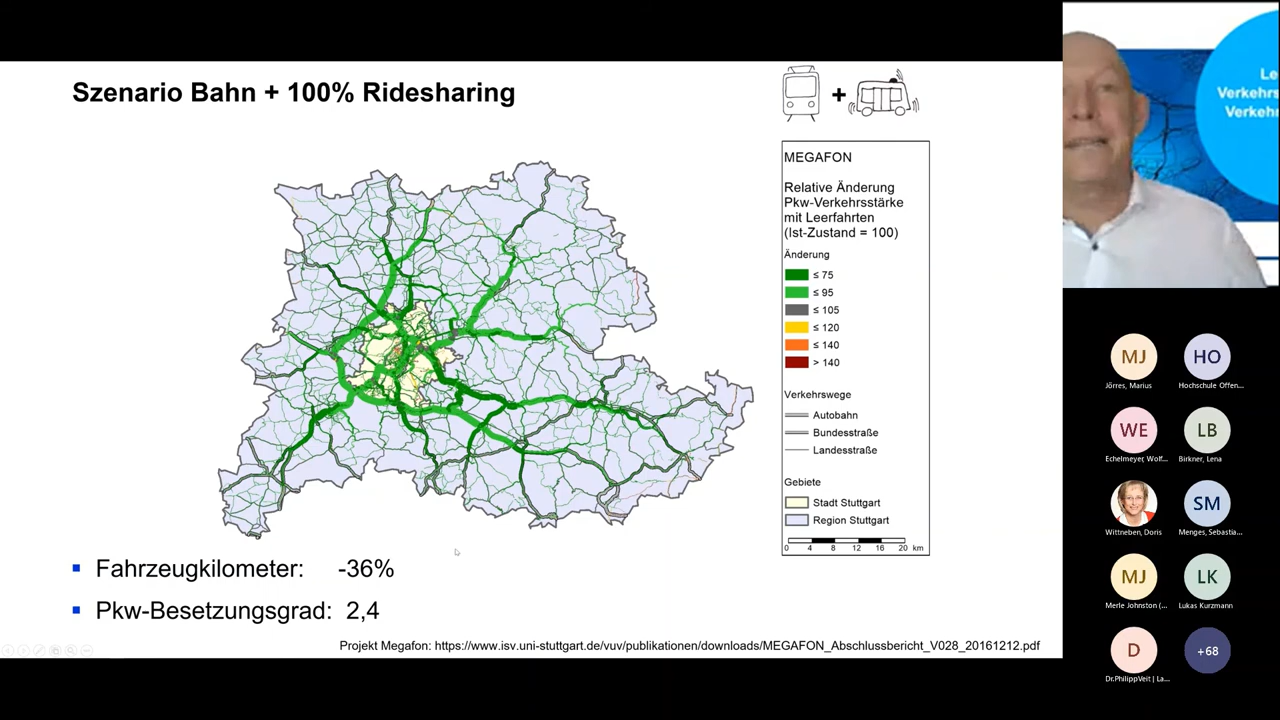 Szenario Bahn + 100% Ridesharing
+
MEGAFON
Relative Änderung
Pkw-Verkehrsstärke
mit Leerfahrten
(Ist-Zustand = 100)
Änderung
≤ 75
≤ 95
≤ 105
≤ 120
≤ 140
> 140
Verkehrswege
Autobahn
Bundesstraße
Landesstraße
Gebiete
Stadt Stuttgart
Region Stuttgart
0 4 8 12 16 20 km
Fahrzeugkilometer: -36%
Pkw-Besetzungsgrad: 2,4
Projekt Megafon: https://www.isv.uni-stuttgart.de/vuv/publikationen/downloads/MEGAFON_Abschlussbericht_V028_20161212.pdf
Le
Verkehrs
Verkehr
MJ HO
Jörres, Marius Hochschule Offen...
WE LB
Echelmeyer, Wolf... Birkner, Lena
SM
Wittneben, Doris Menges, Sebastia...
MJ LK
Merle Johnston (... Lukas Kurzmann
D +68
Dr.PhilippVeit | La...